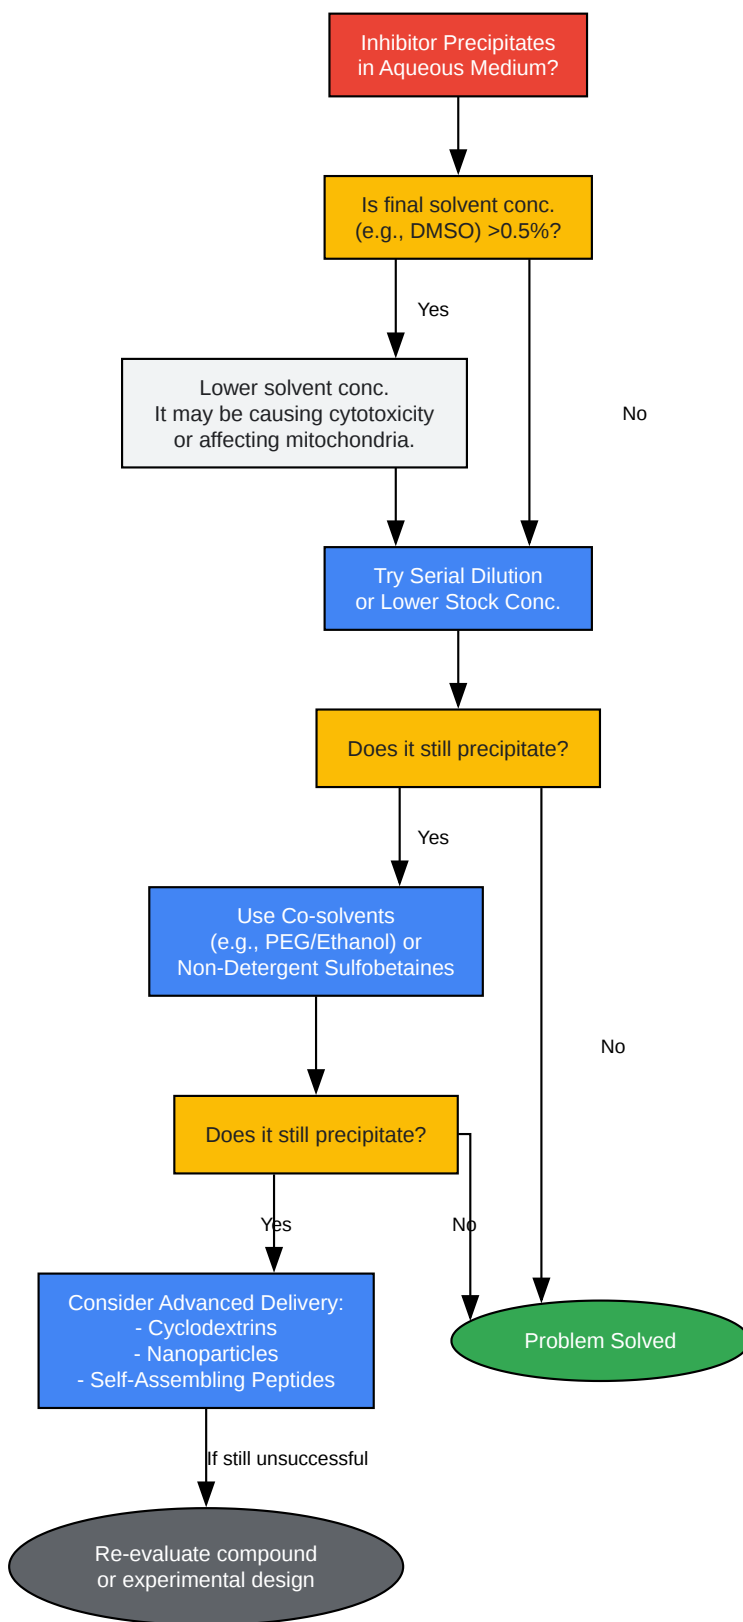 Inhibitor Precipitates
in Aqueous Medium?
Is final solvent conc.
(e.g., DMSO) >0.5%?
Yes
Lower solvent conc.
It may be causing cytotoxicity
or affecting mitochondria.
No
Try Serial Dilution
or Lower Stock Conc.
Does it still precipitate?
Yes
Use Co-solvents
(e.g., PEG/Ethanol) or
Non-Detergent Sulfobetaines
No
Does it still precipitate?
Yes
No
Consider Advanced Delivery:
- Cyclodextrins
- Nanoparticles
- Self-Assembling Peptides
Problem Solved
If still unsuccessful
Re-evaluate compound
or experimental design